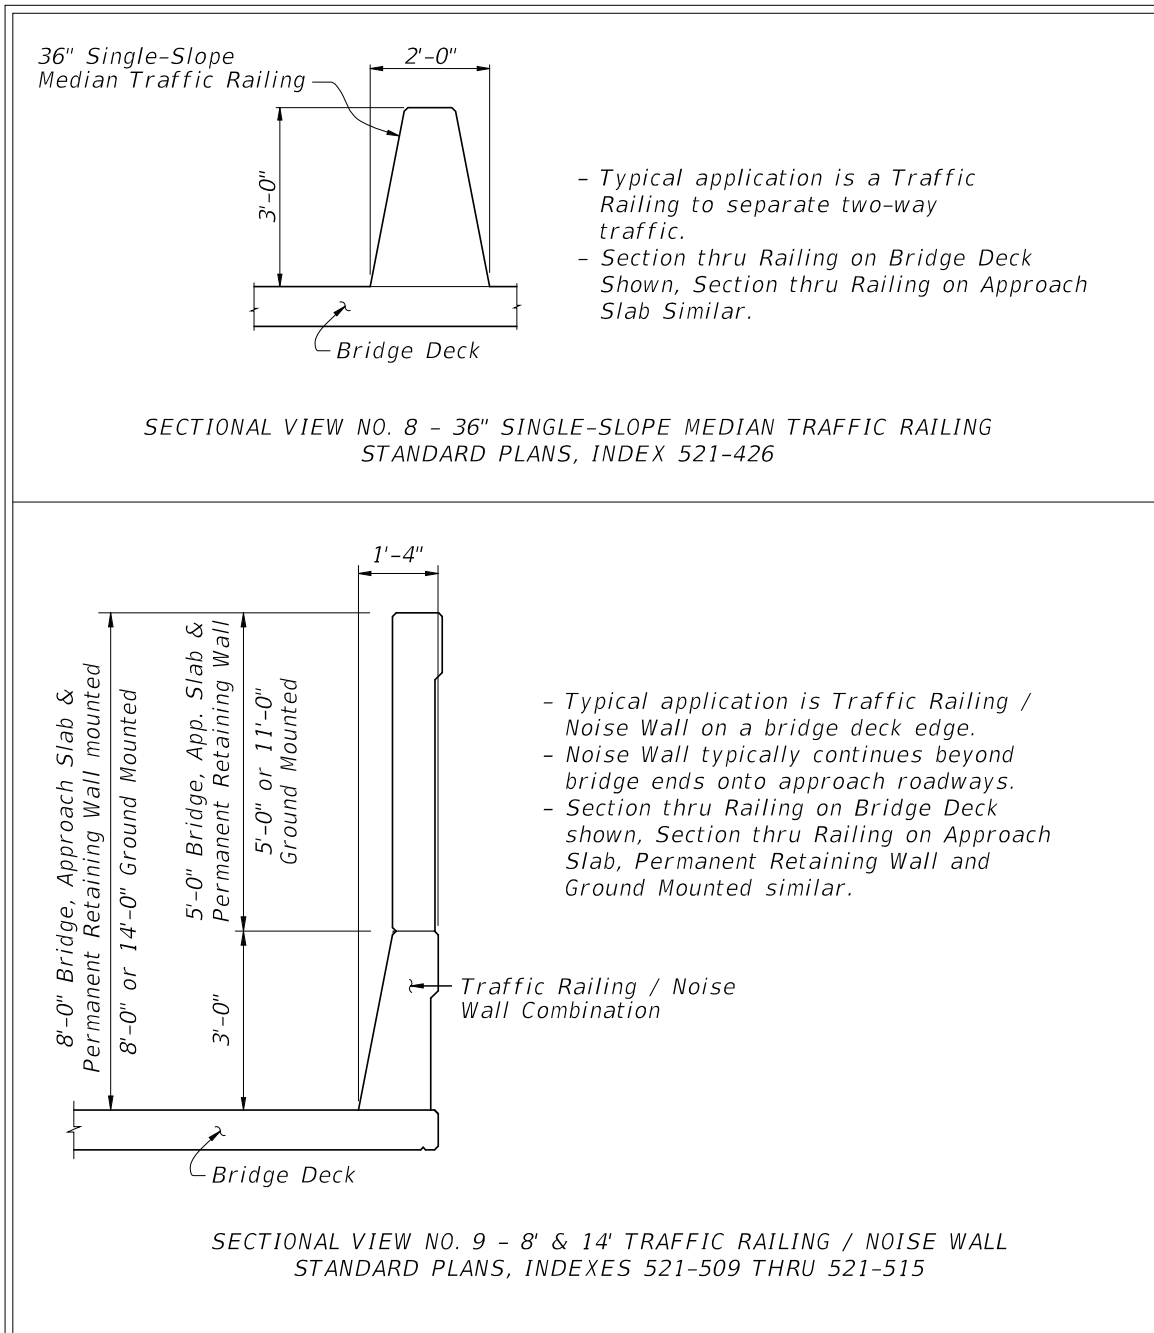 36" Single-Slope
Median Traffic Railing
2'-0"
3'-0"
- Typical application is a Traffic
Railing to separate two-way
traffic.
- Section thru Railing on Bridge Deck
Shown, Section thru Railing on Approach
Slab Similar.
Bridge Deck
SECTIONAL VIEW NO. 8 - 36" SINGLE-SLOPE MEDIAN TRAFFIC RAILING
STANDARD PLANS, INDEX 521-426
1'-4"
8'-0" Bridge, Approach Slab &
Permanent Retaining Wall mounted
8'-0" or 14'-0" Ground Mounted
5'-0" Bridge, App. Slab &
Permanent Retaining Wall
5'-0" or 11'-0"
Ground Mounted
3'-0"
- Typical application is Traffic Railing /
Noise Wall on a bridge deck edge.
- Noise Wall typically continues beyond
bridge ends onto approach roadways.
- Section thru Railing on Bridge Deck
shown, Section thru Railing on Approach
Slab, Permanent Retaining Wall and
Ground Mounted similar.
Traffic Railing / Noise
Wall Combination
Bridge Deck
SECTIONAL VIEW NO. 9 - 8' & 14' TRAFFIC RAILING / NOISE WALL
STANDARD PLANS, INDEXES 521-509 THRU 521-515